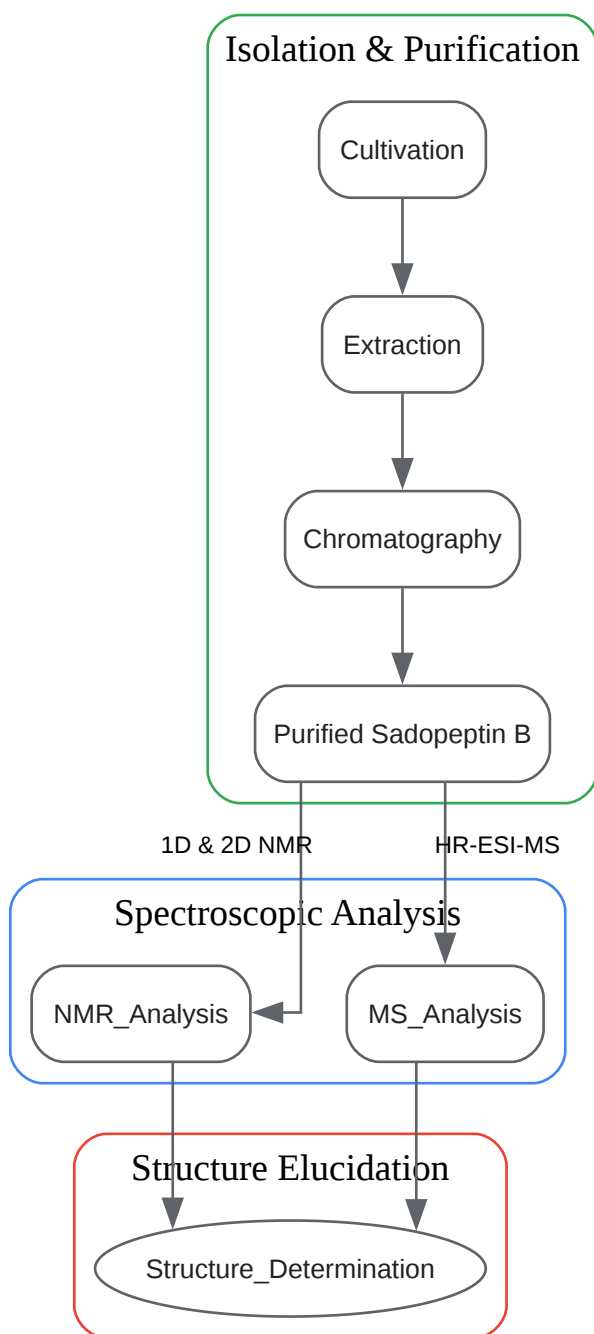 Isolation & Purification
Cultivation
Extraction
Chromatography
Purified Sadopeptin B
1D & 2D NMR
HR-ESI-MS
Spectroscopic Analysis
NMR_Analysis
MS_Analysis
Structure Elucidation
Structure_Determination